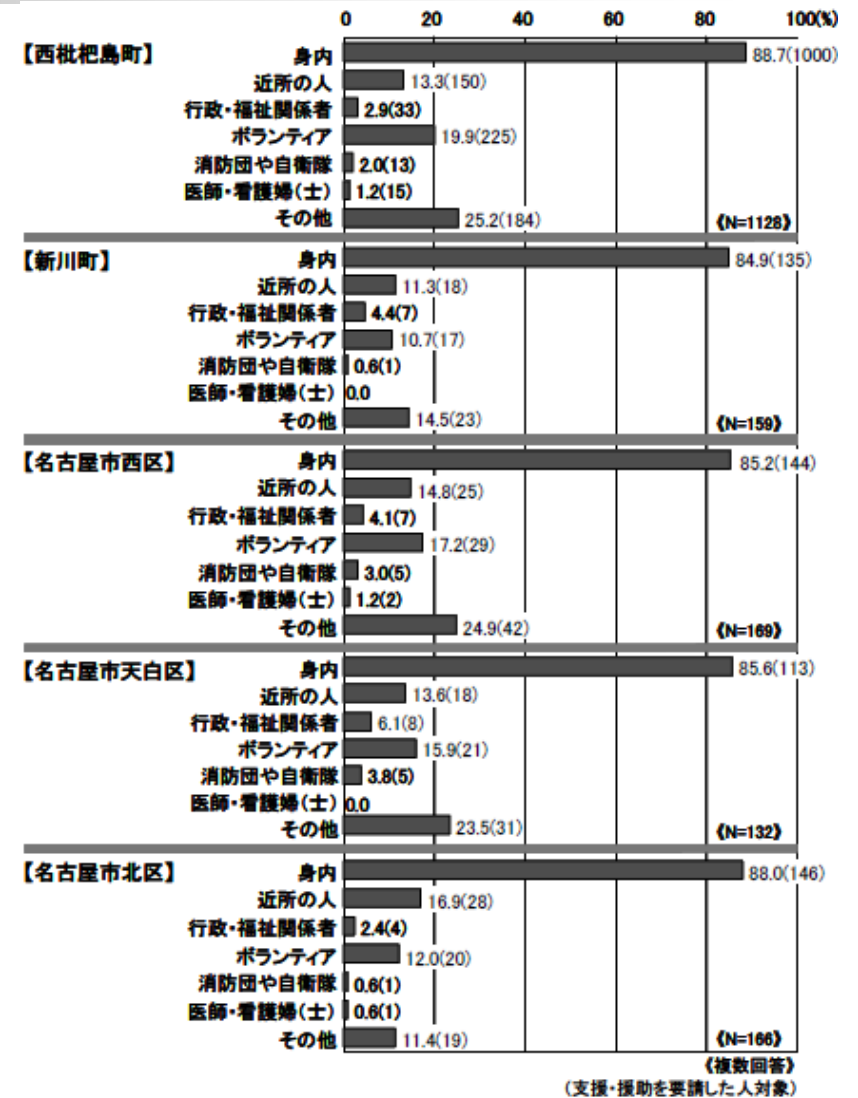 0 20 40 60 80 100(%)
【西枇杷島町】 身内 88.7(1000)
近所の人 13.3(150)
行政・福祉関係者 2.9(33)
ボランティア 19.9(225)
消防団や自衛隊 2.0(13)
医師・看護婦(士) 1.2(15)
その他 25.2(184) 《N=1128》
【新川町】 身内 84.9(135)
近所の人 11.3(18)
行政・福祉関係者 4.4(7)
ボランティア 10.7(17)
消防団や自衛隊 0.6(1)
医師・看護婦(士) 0.0
その他 14.5(23) 《N=159》
【名古屋市西区】 身内 85.2(144)
近所の人 14.8(25)
行政・福祉関係者 4.1(7)
ボランティア 17.2(29)
消防団や自衛隊 3.0(5)
医師・看護婦(士) 1.2(2)
その他 24.9(42) 《N=169》
【名古屋市天白区】 身内 85.6(113)
近所の人 13.6(18)
行政・福祉関係者 6.1(8)
ボランティア 15.9(21)
消防団や自衛隊 3.8(5)
医師・看護婦(士) 0.0
その他 23.5(31) 《N=132》
【名古屋市北区】 身内 88.0(146)
近所の人 16.9(28)
行政・福祉関係者 2.4(4)
ボランティア 12.0(20)
消防団や自衛隊 0.6(1)
医師・看護婦(士) 0.6(1)
その他 11.4(19) 《N=166》
《複数回答》
(支援・援助を要請した人対象)